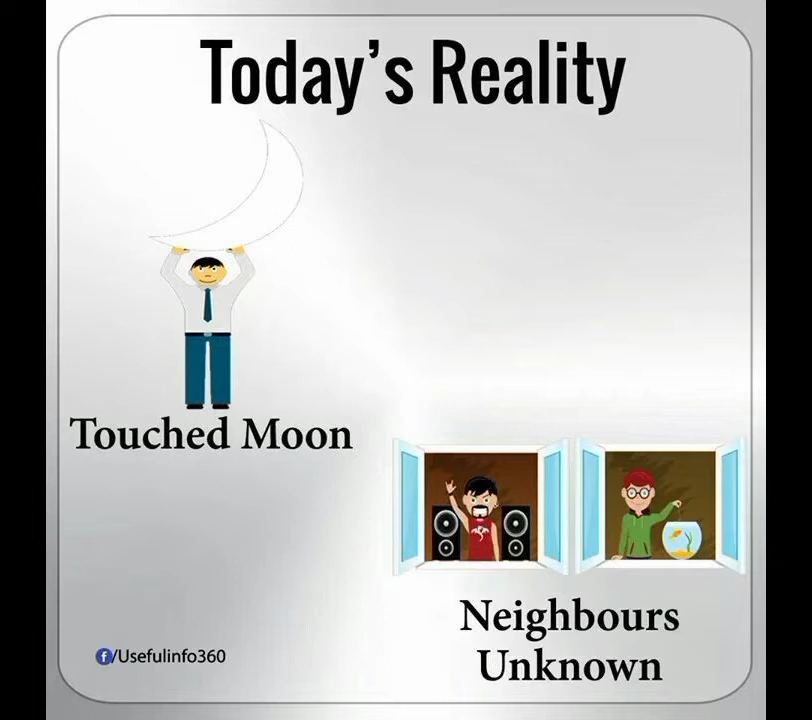 Today's Reality
Touched Moon
Neighbours
Unknown
f/Usefulinfo360